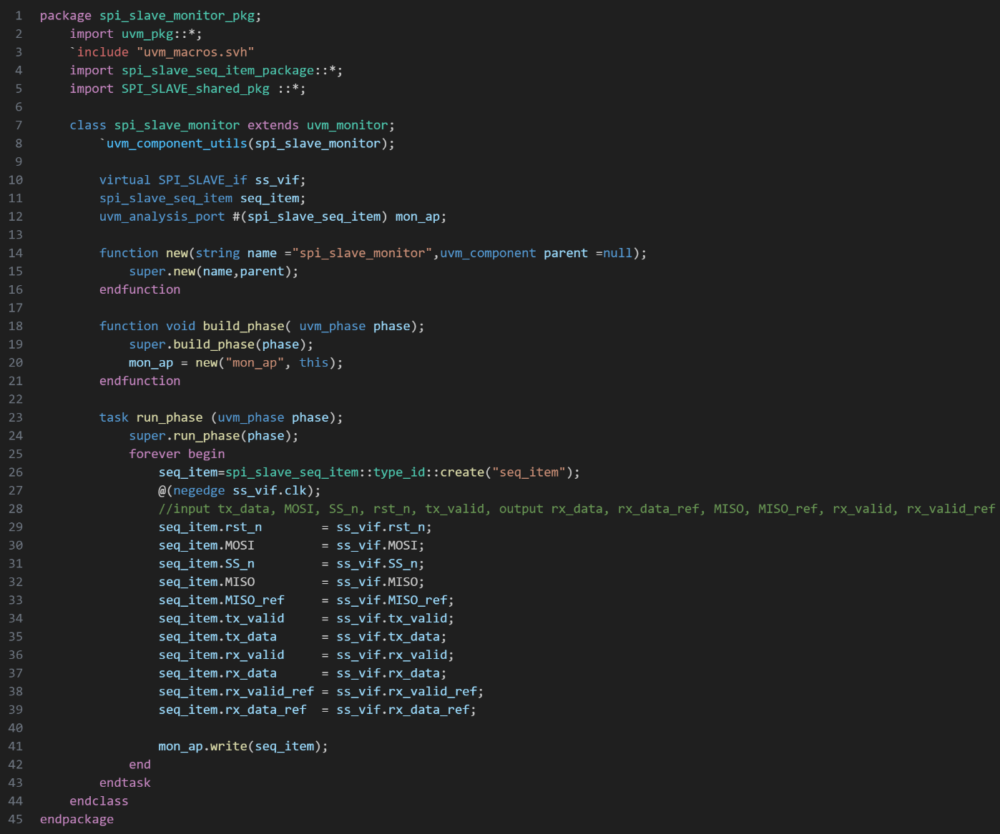 1 package spi_slave_monitor_pkg;
2 import uvm_pkg::*;
3 `include "uvm_macros.svh"
4 import spi_slave_seq_item_package::*;
5 import SPI_SLAVE_shared_pkg ::*;
6
7 class spi_slave_monitor extends uvm_monitor;
8 `uvm_component_utils(spi_slave_monitor);
9
10 virtual SPI_SLAVE_if ss_vif;
11 spi_slave_seq_item seq_item;
12 uvm_analysis_port #(spi_slave_seq_item) mon_ap;
13
14 function new(string name ="spi_slave_monitor",uvm_component parent =null);
15 super.new(name,parent);
16 endfunction
17
18 function void build_phase( uvm_phase phase);
19 super.build_phase(phase);
20 mon_ap = new("mon_ap", this);
21 endfunction
22
23 task run_phase (uvm_phase phase);
24 super.run_phase(phase);
25 forever begin
26 seq_item=spi_slave_seq_item::type_id::create("seq_item");
27 @(negedge ss_vif.clk);
28 //input tx_data, MOSI, SS_n, rst_n, tx_valid, output rx_data, rx_data_ref, MISO, MISO_ref, rx_valid, rx_valid_ref
29 seq_item.rst_n = ss_vif.rst_n;
30 seq_item.MOSI = ss_vif.MOSI;
31 seq_item.SS_n = ss_vif.SS_n;
32 seq_item.MISO = ss_vif.MISO;
33 seq_item.MISO_ref = ss_vif.MISO_ref;
34 seq_item.tx_valid = ss_vif.tx_valid;
35 seq_item.tx_data = ss_vif.tx_data;
36 seq_item.rx_valid = ss_vif.rx_valid;
37 seq_item.rx_data = ss_vif.rx_data;
38 seq_item.rx_valid_ref = ss_vif.rx_valid_ref;
39 seq_item.rx_data_ref = ss_vif.rx_data_ref;
40
41 mon_ap.write(seq_item);
42 end
43 endtask
44 endclass
45 endpackage